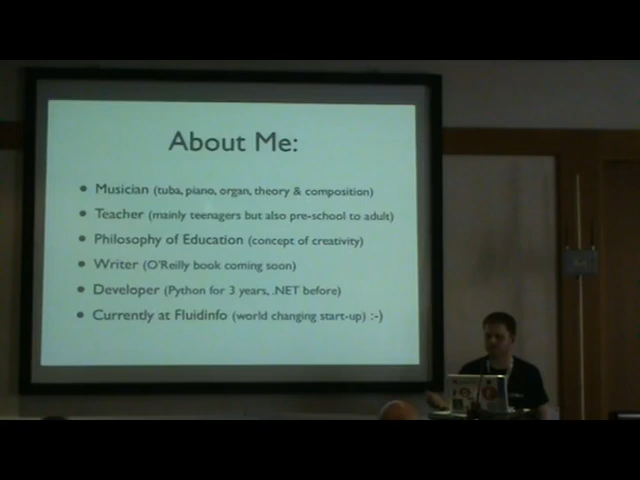 About Me:
• Musician (tuba, piano, organ, theory & composition)
• Teacher (mainly teenagers but also pre-school to adult)
• Philosophy of Education (concept of creativity)
• Writer (O'Reilly book coming soon)
• Developer (Python for 3 years, .NET before)
• Currently at Fluidinfo (world changing start-up) :-)